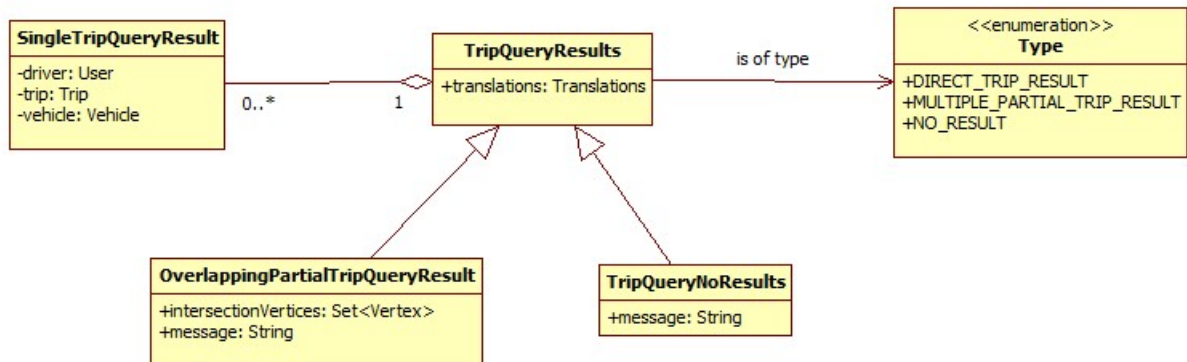 SingleTripQueryResult
-driver: User
-trip: Trip
-vehicle: Vehicle
0..*
1
TripQueryResults
+translations: Translations
is of type
<<enumeration>>
Type
+DIRECT_TRIP_RESULT
+MULTIPLE_PARTIAL_TRIP_RESULT
+NO_RESULT
OverlappingPartialTripQueryResult
+intersectionVertices: Set<Vertex>
+message: String
TripQueryNoResults
+message: String